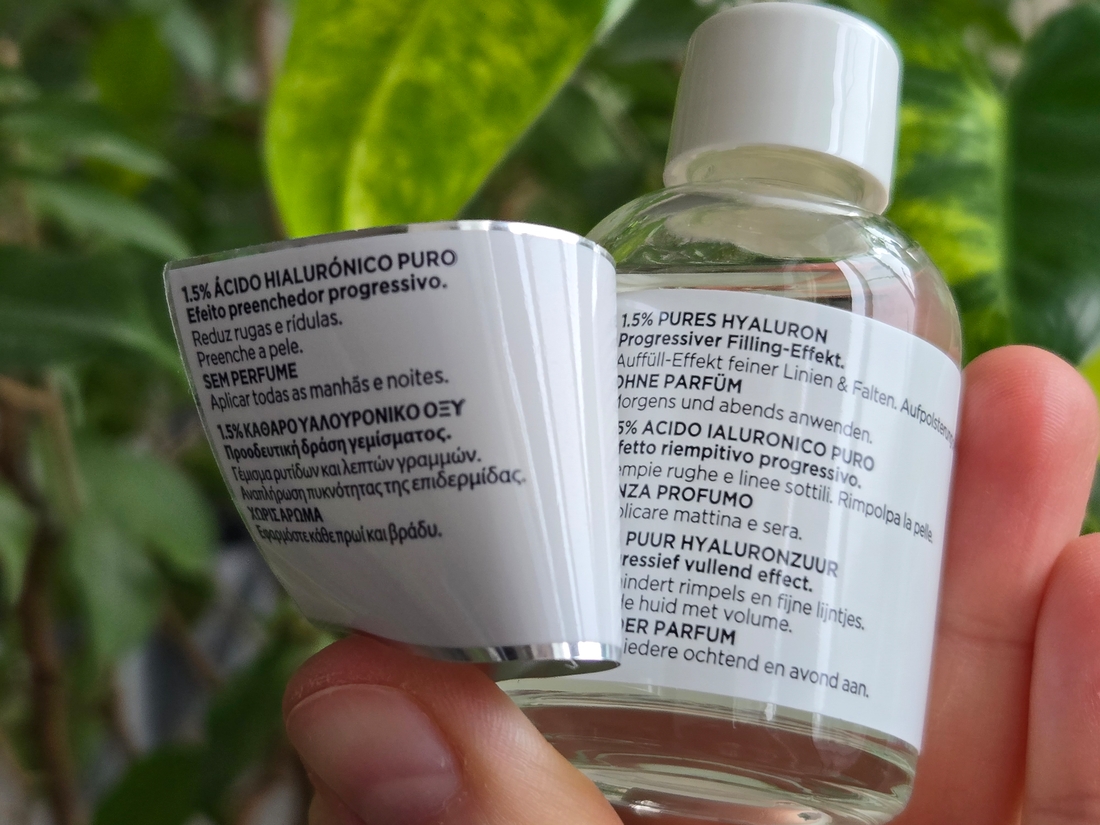 1.5% ÁCIDO HIALURÓNICO PURO
Efeito preenchedor progressivo.
Reduz rugas e rídulas.
Preenche a pele.
SEM PERFUME
Aplicar todas as manhãs e noites.
1.5% ΚΑΘΑΡΟ ΥΑΛΟΥΡΟΝΙΚΟ ΟΞΥ
Προοδευτική δράση γεμίσματος.
Γέμισμα ρυτίδων και λεπτών γραμμών.
Αναπλήρωση πυκνότητας της επιδερμίδας.
ΧΩΡΙΣ ΑΡΩΜΑ
Εφαρμόστε κάθε πρωί και βράδυ.
1.5% PURES HYALURON
Progressiver Filling-Effekt.
Auffüll-Effekt feiner Linien & Falten.
OHNE PARFÜM
Morgens und abends anwenden.
5% ACIDO IALURONICO PURO
fetto riempitivo progressivo.
empie rughe e linee sottili. Rimpolpa la pelle.
NZA PROFUMO
plicare mattina e sera.
PUUR HYALURONZUUR
ressief vullend effect.
indert rimpels en fijne lijntjes.
de huid met volume.
DER PARFUM
iedere ochtend en avond aan.